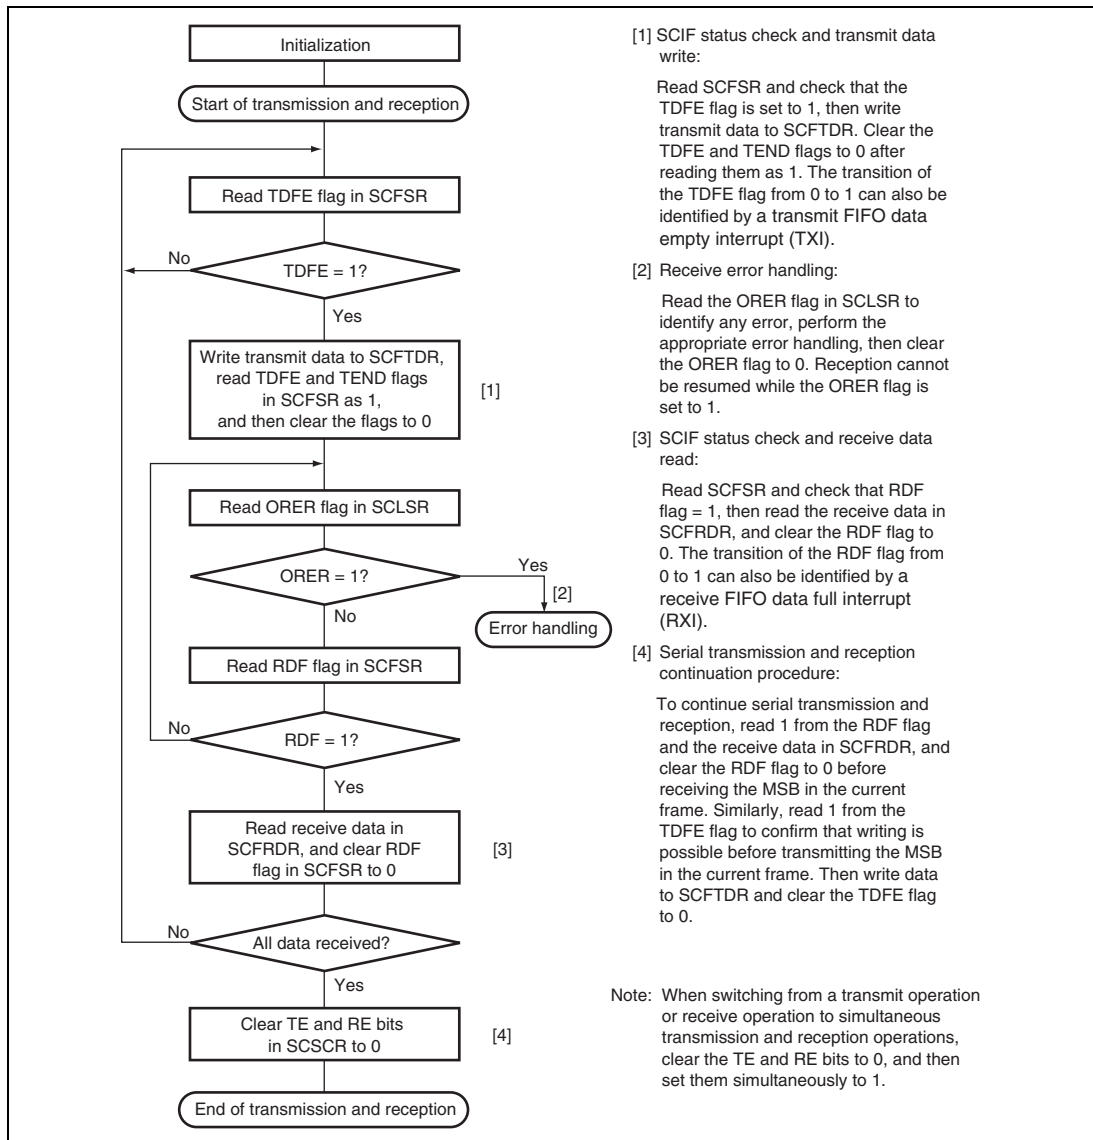 Initialization
Start of transmission and reception
Read TDFE flag in SCFSR
No
TDFE = 1?
Yes
Write transmit data to SCFTDR,
read TDFE and TEND flags
in SCFSR as 1,
and then clear the flags to 0
[1]
Read ORER flag in SCLSR
ORER = 1?
Yes
[2]
No
Error handling
Read RDF flag in SCFSR
No
RDF = 1?
Yes
Read receive data in
SCFRDR, and clear RDF
flag in SCFSR to 0
[3]
No
All data received?
Yes
Clear TE and RE bits
in SCSCR to 0
[4]
End of transmission and reception
[1] SCIF status check and transmit data
write:
Read SCFSR and check that the
TDFE flag is set to 1, then write
transmit data to SCFTDR. Clear the
TDFE and TEND flags to 0 after
reading them as 1. The transition of
the TDFE flag from 0 to 1 can also be
identified by a transmit FIFO data
empty interrupt (TXI).
[2] Receive error handling:
Read the ORER flag in SCLSR to
identify any error, perform the
appropriate error handling, then clear
the ORER flag to 0. Reception cannot
be resumed while the ORER flag is
set to 1.
[3] SCIF status check and receive data
read:
Read SCFSR and check that RDF
flag = 1, then read the receive data in
SCFRDR, and clear the RDF flag to
0. The transition of the RDF flag from
0 to 1 can also be identified by a
receive FIFO data full interrupt
(RXI).
[4] Serial transmission and reception
continuation procedure:
To continue serial transmission and
reception, read 1 from the RDF flag
and the receive data in SCFRDR, and
clear the RDF flag to 0 before
receiving the MSB in the current
frame. Similarly, read 1 from the
TDFE flag to confirm that writing is
possible before transmitting the MSB
in the current frame. Then write data
to SCFTDR and clear the TDFE flag
to 0.
Note: When switching from a transmit operation
or receive operation to simultaneous
transmission and reception operations,
clear the TE and RE bits to 0, and then
set them simultaneously to 1.